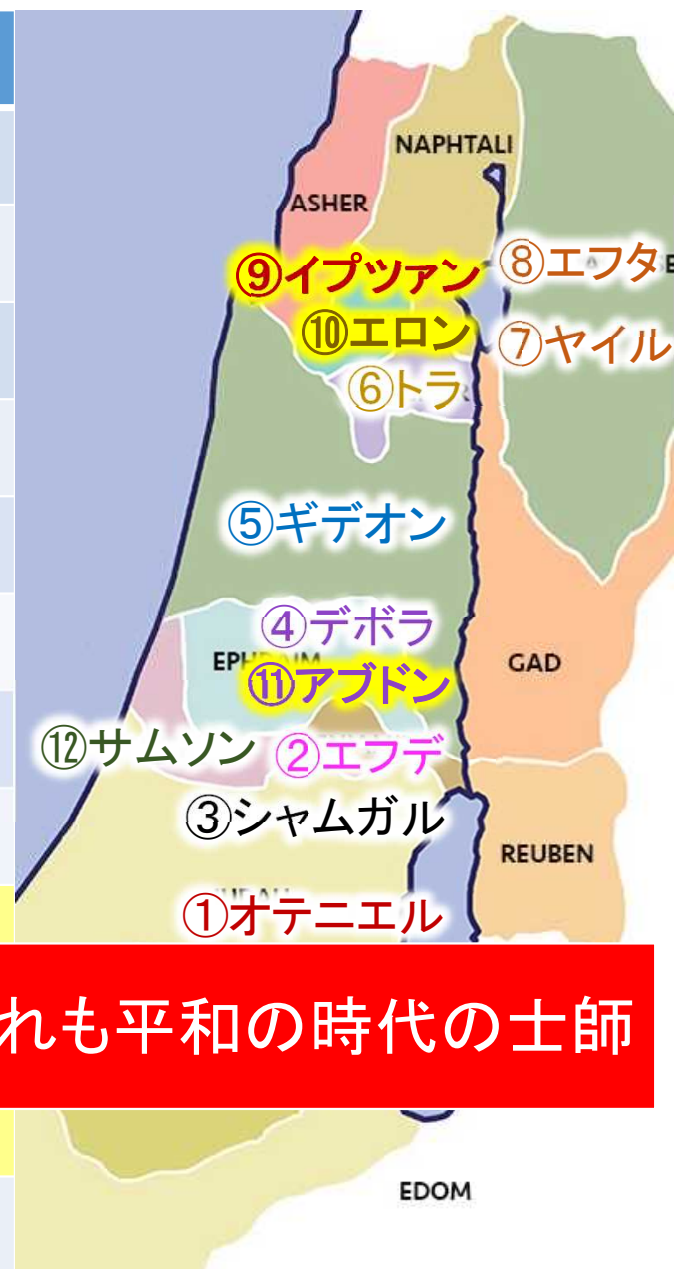 NAPHTALI
ASHER
⑧エフタ
⑨イプツァン
⑩エロン
⑦ヤイル
⑥トラ
⑤ギデオン
④デボラ
GAD
⑪アブドン
⑫サムソン
②エフデ
③シャムガル
REUBEN
①オテニエル
れも平和の時代の士師
EDOM